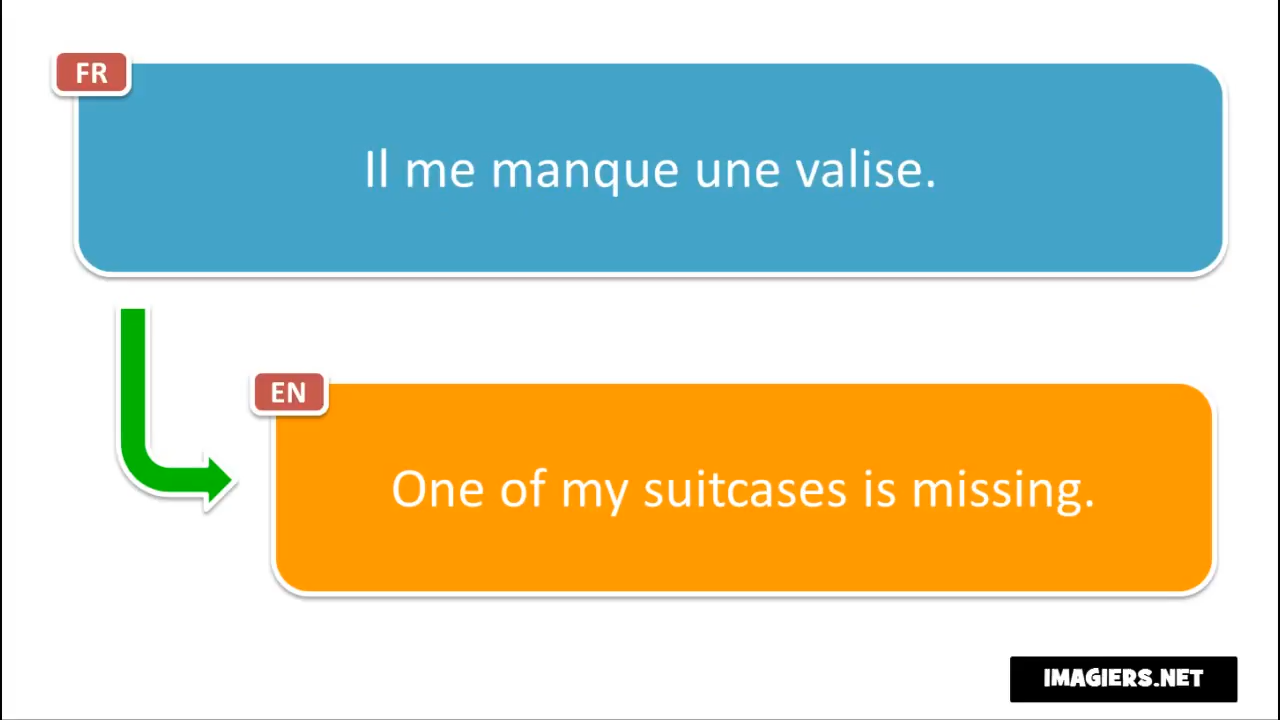 FR
Il me manque une valise.
EN
One of my suitcases is missing.
IMAGIERS.NET